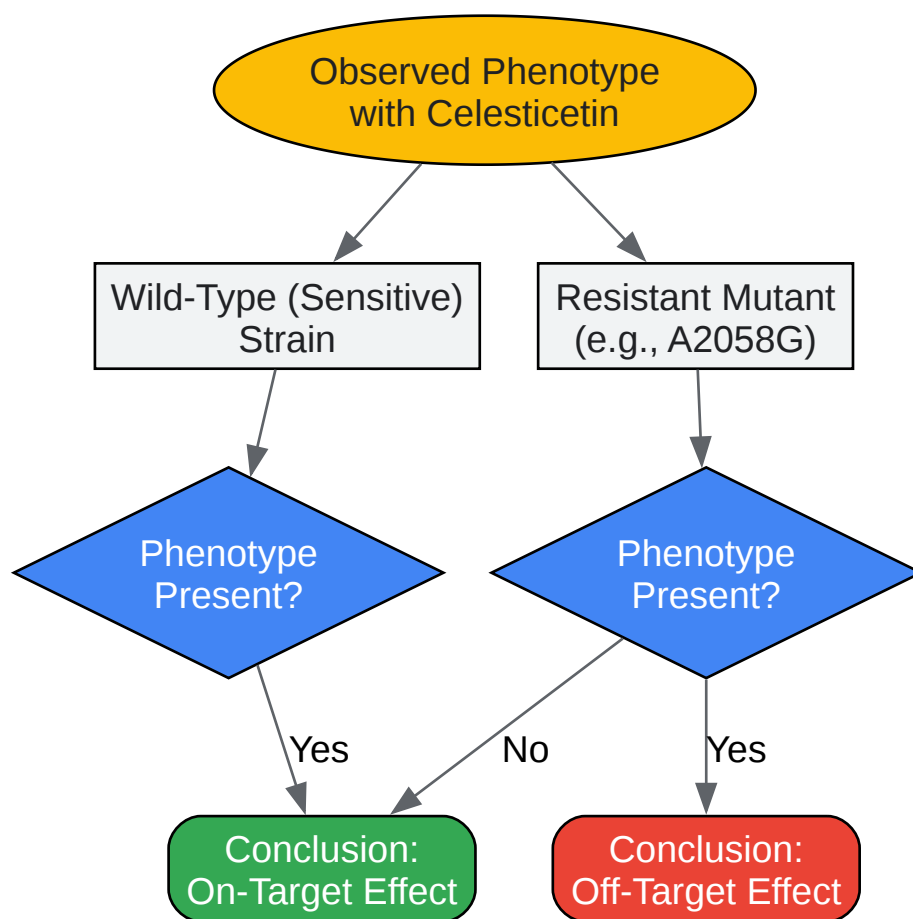 Observed Phenotype
with Celesticetin
Wild-Type (Sensitive)
Strain
Resistant Mutant
(e.g., A2058G)
Phenotype
Present?
Phenotype
Present?
Yes
No
Yes
Conclusion:
On-Target Effect
Conclusion:
Off-Target Effect